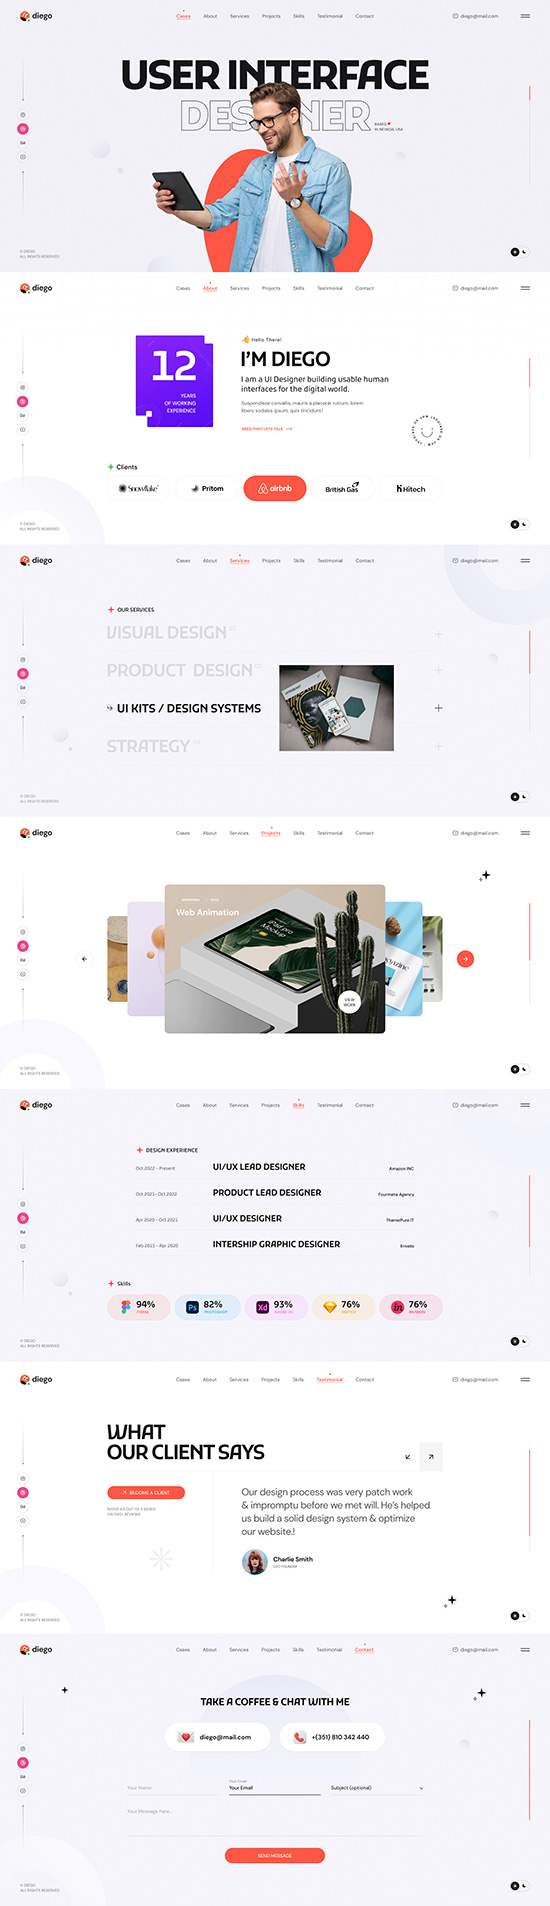 diego
Cases About Services Projects Skills Testimonial Contact
diego@mail.com
USER INTERFACE
DESIGNER
BASED
IN NEVADA, USA
© DIEGO
ALL RIGHTS RESERVED
diego
Cases About Services Projects Skills Testimonial Contact
diego@mail.com
12
YEARS
OF WORKING
EXPERIENCE
Hello There!
I'M DIEGO
I am a UI Designer building usable human
interfaces for the digital world.
Suspendisse convallis, mauris a placerat rutrum, lorem
libero sodales ipsum, quis tincidunt!
Clients
Snowflake
Pritom
airbnb
British Gas
Hitech
© DIEGO
ALL RIGHTS RESERVED
diego
Cases About Services Projects Skills Testimonial Contact
diego@mail.com
OUR SERVICES
VISUAL DESIGN
PRODUCT DESIGN
UI KITS / DESIGN SYSTEMS
STRATEGY
© DIEGO
ALL RIGHTS RESERVED
diego
Cases About Services Projects Skills Testimonial Contact
diego@mail.com
Web Animation
iPad pro
Mockup
VIEW
WORK
© DIEGO
ALL RIGHTS RESERVED
diego
Cases About Services Projects Skills Testimonial Contact
diego@mail.com
DESIGN EXPERIENCE
Oct 2022 - Present UI/UX LEAD DESIGNER Amazon INC
Oct 2021- Oct 2022 PRODUCT LEAD DESIGNER Fourmeta Agency
Apr 2020 - Oct 2021 UI/UX DESIGNER ThemePure IT
Feb 2015 - Apr 2020 INTERSHIP GRAPHIC DESIGNER Envato
Skills
94%
FIGMA
Ps
82%
PHOTOSHOP
Xd
93%
ADOBE XD
76%
SKETCH
in
76%
INVISION
© DIEGO
ALL RIGHTS RESERVED
diego
Cases About Services Projects Skills Testimonial Contact
diego@mail.com
WHAT
OUR CLIENT SAYS
BECOME A CLIENT
RATED 4.9 OUT OF 5 BASED
ON 500+ REVIEWS
Our design process was very patch work
& impromptu before we met will. He's helped
us build a solid design system & optimize
our website.!
Charlie Smith
CEO FOUNDER
© DIEGO
ALL RIGHTS RESERVED
diego
Cases About Services Projects Skills Testimonial Contact
diego@mail.com
TAKE A COFFEE & CHAT WITH ME
diego@mail.com
+(351) 810 342 440
Your Name
Your Email
Your Email
Subject (optional)
Your Message here...
SEND MESSAGE
© DIEGO
ALL RIGHTS RESERVED